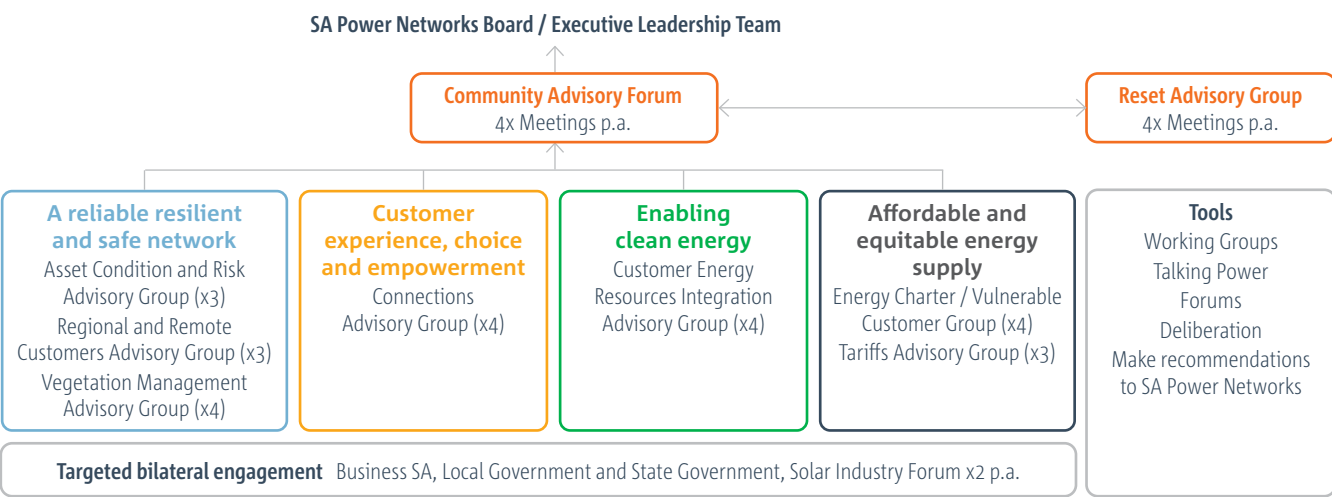 SA Power Networks Board / Executive Leadership Team
Community Advisory Forum
4x Meetings p.a.
Reset Advisory Group
4x Meetings p.a.
A reliable resilient
and safe network
Asset Condition and Risk
Advisory Group (x3)
Regional and Remote
Customers Advisory Group (x3)
Vegetation Management
Advisory Group (x4)
Customer
experience, choice
and empowerment
Connections
Advisory Group (x4)
Enabling
clean energy
Customer Energy
Resources Integration
Advisory Group (x4)
Affordable and
equitable energy
supply
Energy Charter / Vulnerable
Customer Group (x4)
Tariffs Advisory Group (x3)
Tools
Working Groups
Talking Power
Forums
Deliberation
Make recommendations
to SA Power Networks
Targeted bilateral engagement Business SA, Local Government and State Government, Solar Industry Forum x2 p.a.